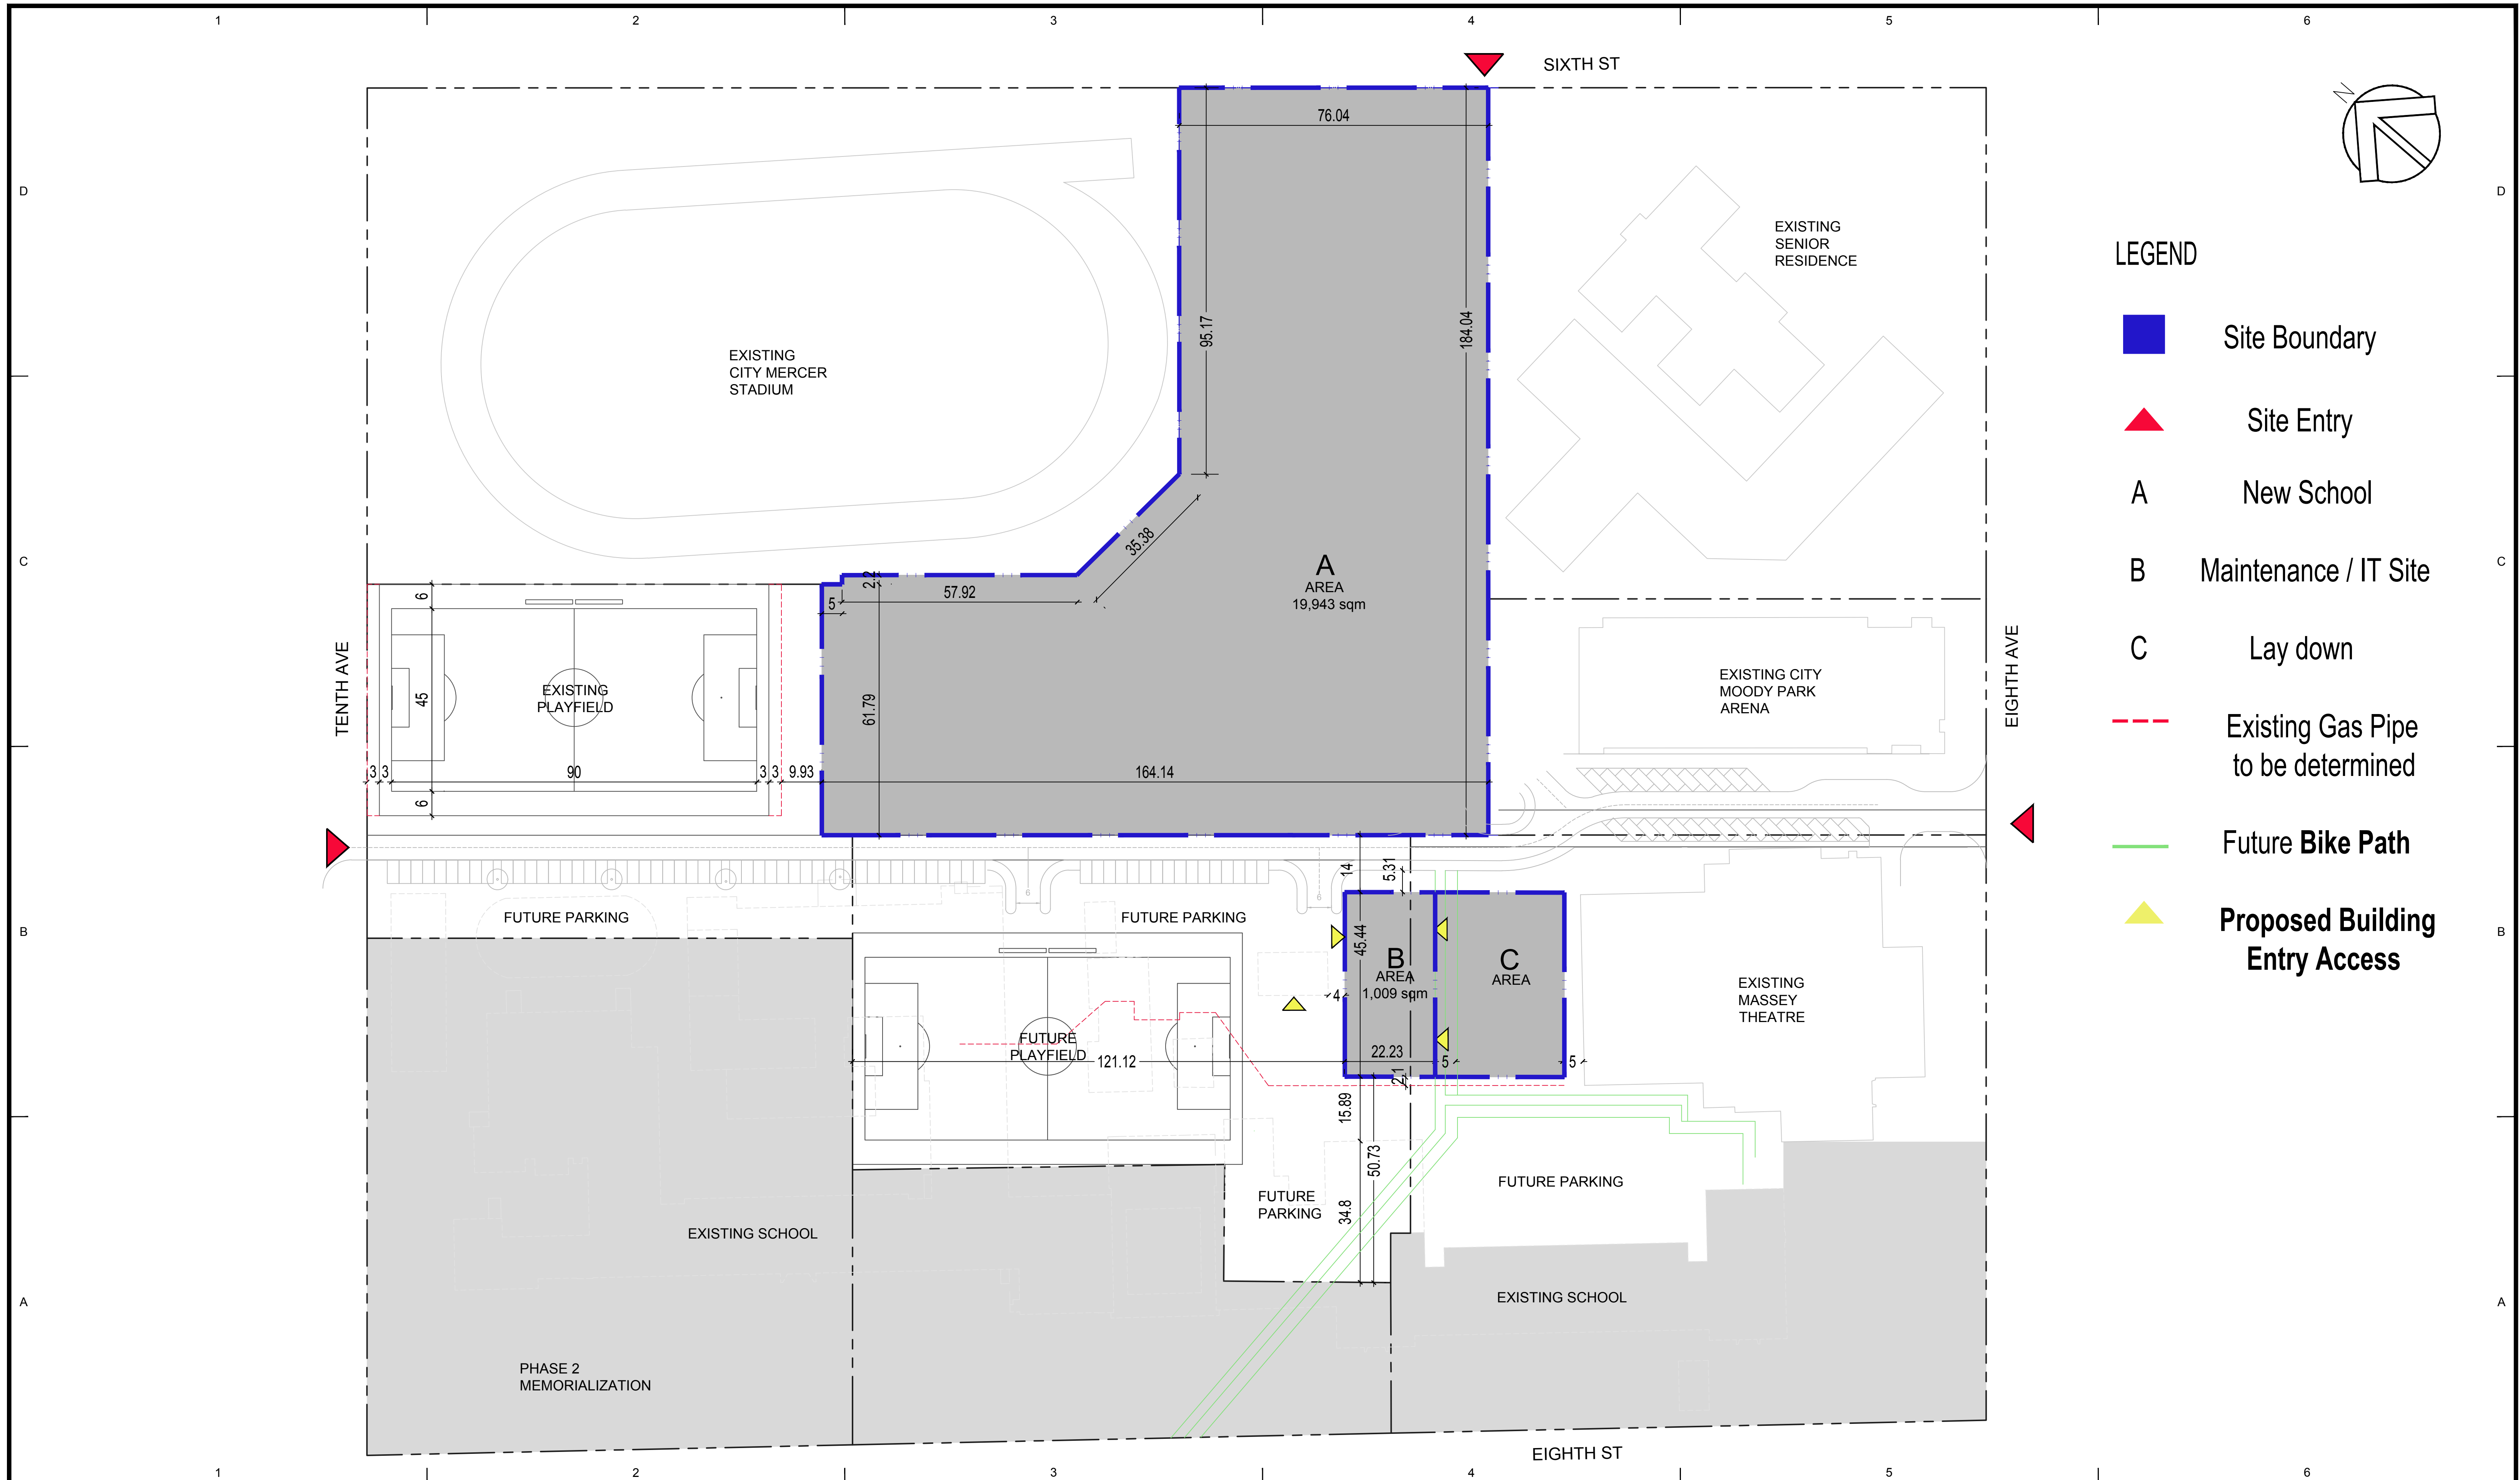 1 2 3 4 5 6
SIXTH ST
N
76.04
D D
EXISTING
SENIOR
RESIDENCE
LEGEND
Site Boundary
95.17
184.04
EXISTING
CITY MERCER
STADIUM
Site Entry
A New School
35.38
A
AREA
19,943 sqm
C C
B Maintenance / IT Site
2.2
57.92
5
6
TENTH AVE
EIGHTH AVE
C Lay down
EXISTING
PLAYFIELD
45
61.79
EXISTING CITY
MOODY PARK
ARENA
Existing Gas Pipe
to be determined
3 3 90 3 3 9.93 164.14
6
Future Bike Path
14
5.31
6 6
FUTURE PARKING
FUTURE PARKING
B B
Proposed Building
Entry Access
45.44
B
AREA
1,009 sqm
C
AREA
4
EXISTING
MASSEY
THEATRE
FUTURE
PLAYFIELD
121.12
22.23
5
5
2.1
15.89
50.73
FUTURE PARKING
FUTURE
PARKING
34.8
EXISTING SCHOOL
A A
EXISTING SCHOOL
PHASE 2
MEMORIALIZATION
EIGHTH ST
1 2 3 4 5 6